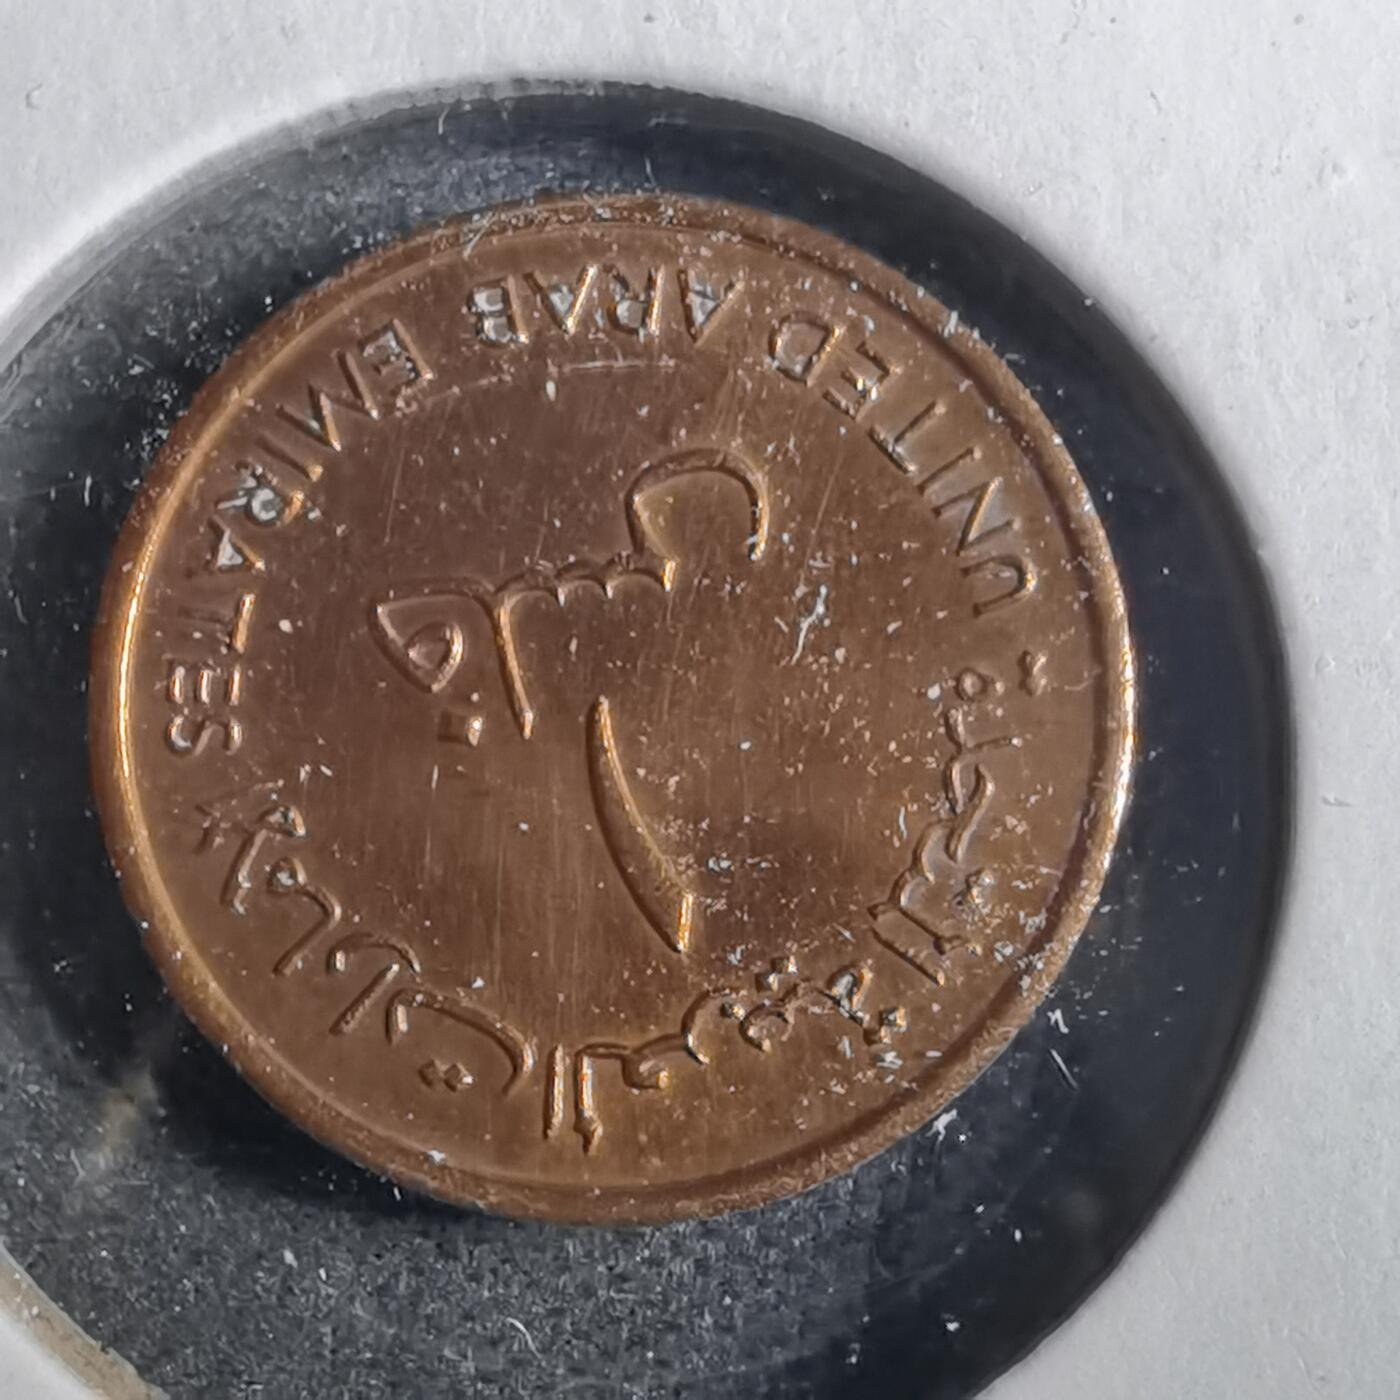 الإمارات العربية المتحدة
١
فلس
UNITED ARAB EMIRATES